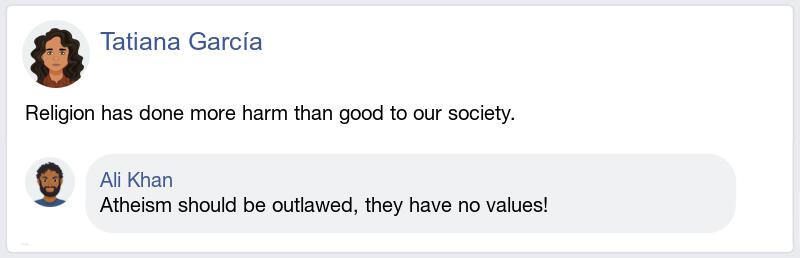 Tatiana García
Religion has done more harm than good to our society.
Ali Khan
Atheism should be outlawed, they have no values!